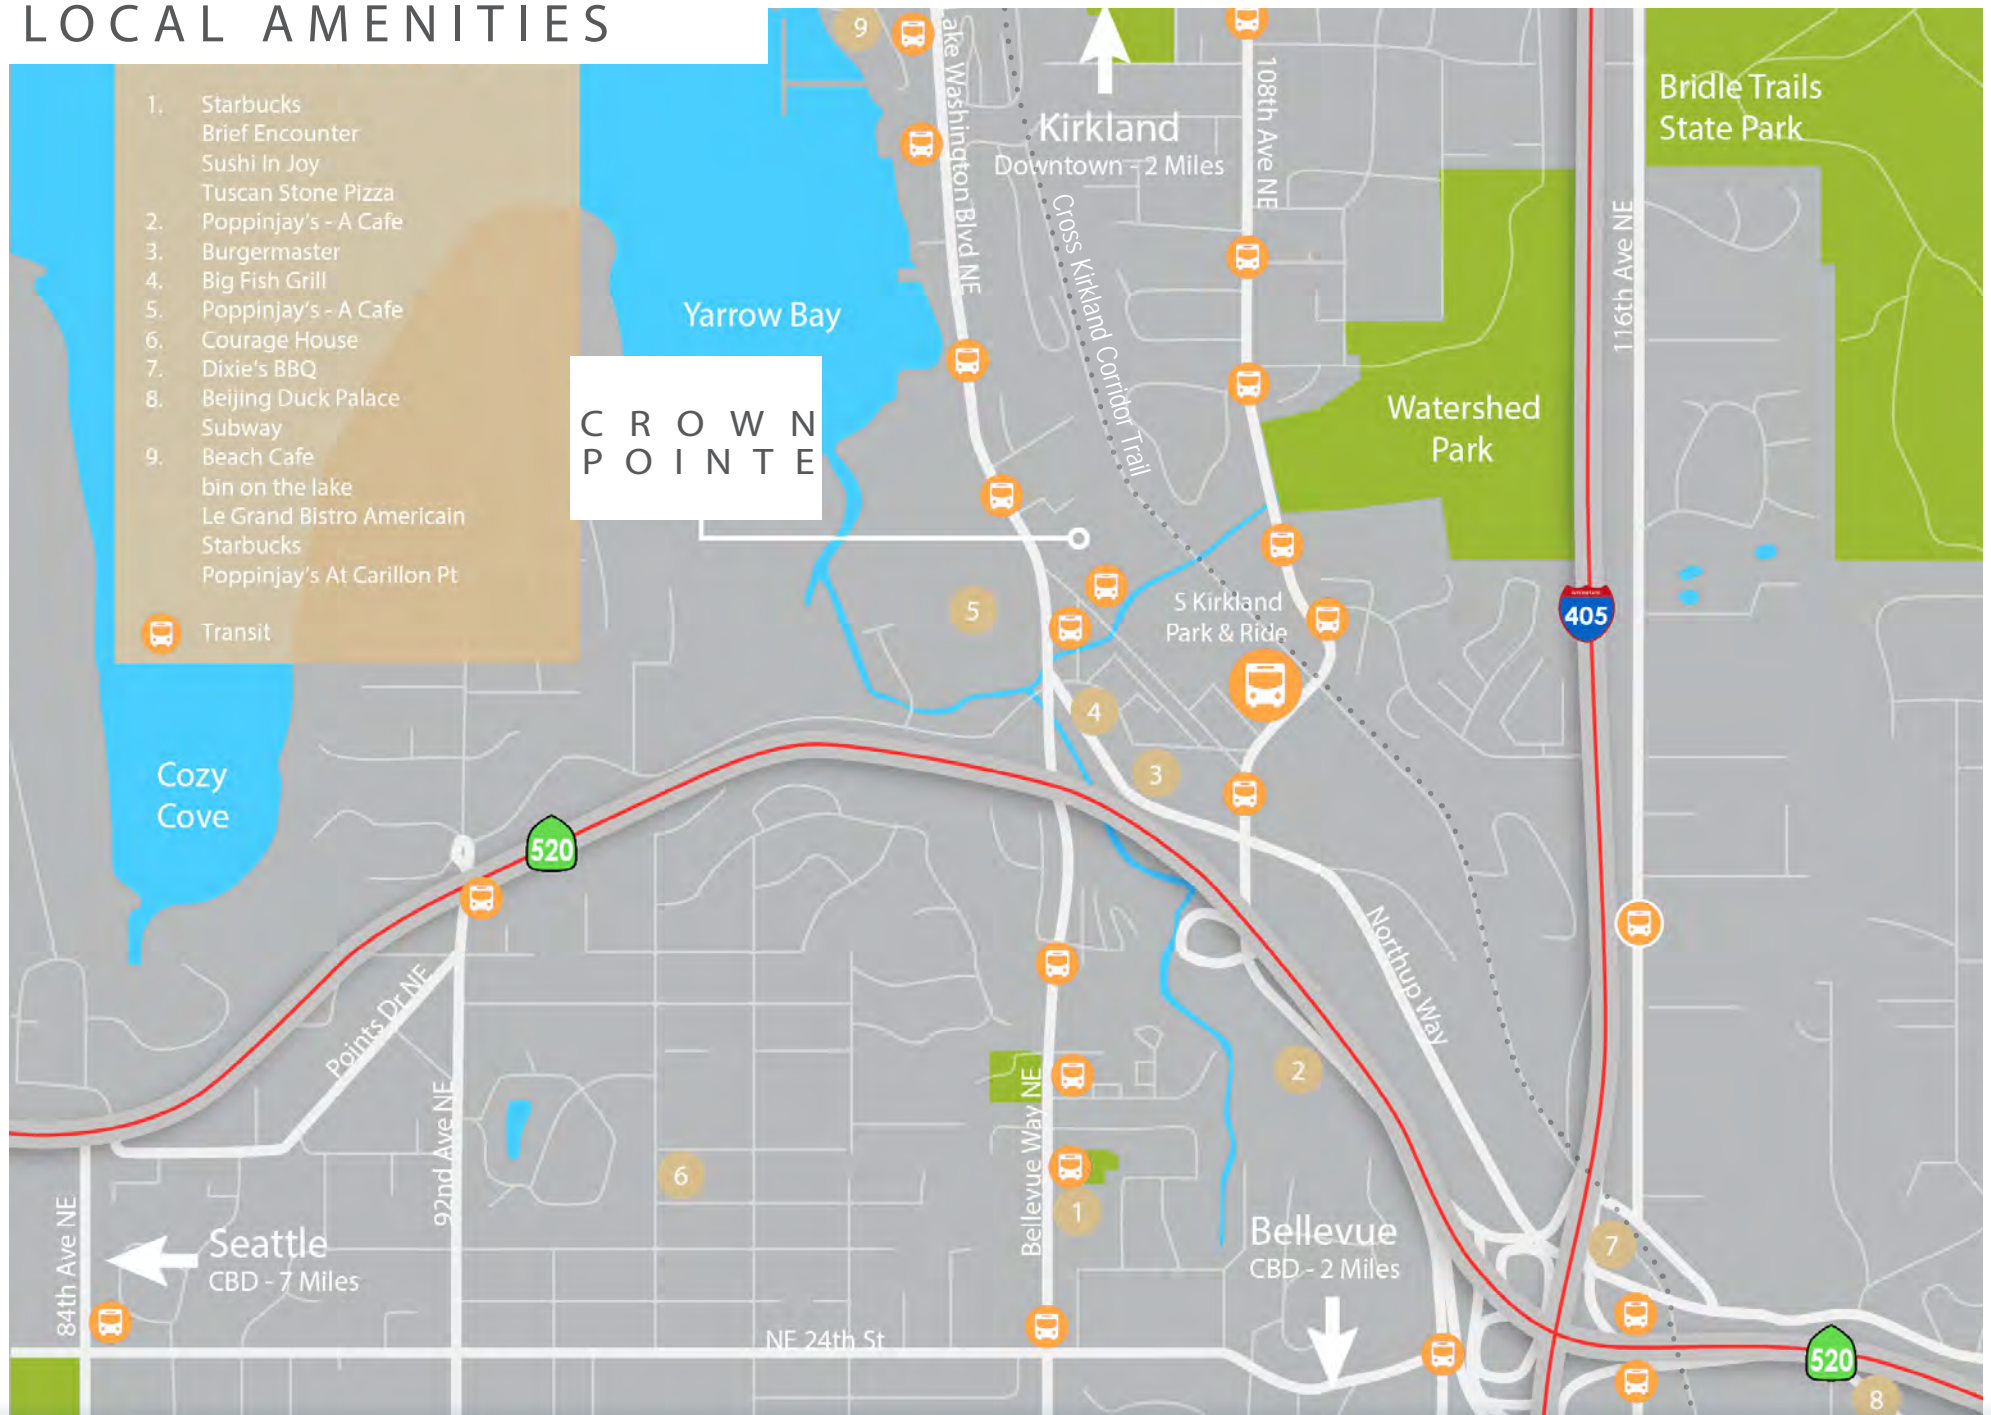 LOCAL AMENITIES
1. Starbucks
Brief Encounter
Sushi In Joy
Tuscan Stone Pizza
2. Poppinjay's - A Cafe
3. Burgermaster
4. Big Fish Grill
5. Poppinjay's - A Cafe
6. Courage House
7. Dixie's BBQ
8. Beijing Duck Palace
Subway
9. Beach Cafe
bin on the lake
Le Grand Bistro Americain
Starbucks
Poppinjay's At Carillon Pt
Transit
9
ake Washington Blvd NE
Kirkland
Downtown - 2 Miles
108th Ave NE
Bridle Trails
State Park
Cross Kirkland Corridor Trail
116th Ave NE
Yarrow Bay
CROWN
POINTE
Watershed
Park
5
S Kirkland
Park & Ride
405
4
3
Cozy
Cove
520
Points Dr NE
Northup Way
2
92nd Ave NE
Bellevue Way NE
6
1
84th Ave NE
Seattle
CBD - 7 Miles
Bellevue
CBD - 2 Miles
7
NE 24th St
520
8